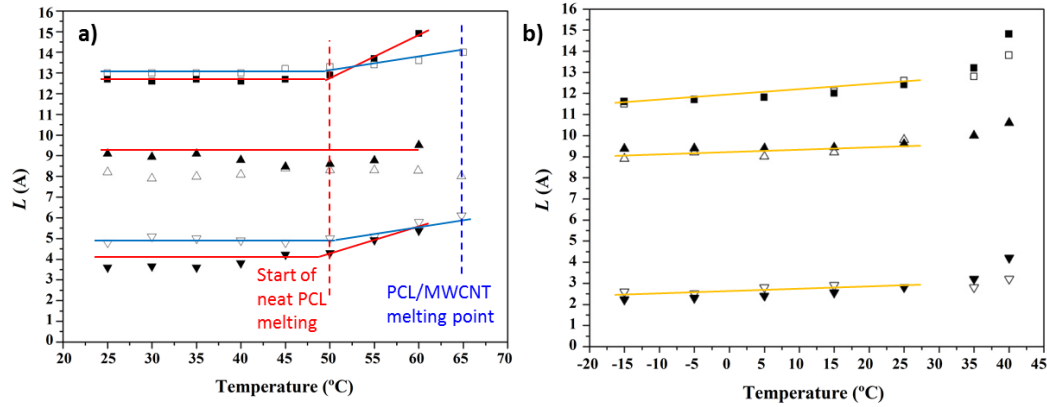 a)
16
15
14
13
12
11
10
9
8
7
6
5
4
3
2
1
0
L (A)
Start of
neat PCL
melting
PCL/MWCNT
melting point
20 25 30 35 40 45 50 55 60 65 70
Temperature (ºC)
b)
16
15
14
13
12
11
10
9
8
7
6
5
4
3
2
1
0
L (A)
-20 -15 -10 -5 0 5 10 15 20 25 30 35 40 45
Temperature (ºC)